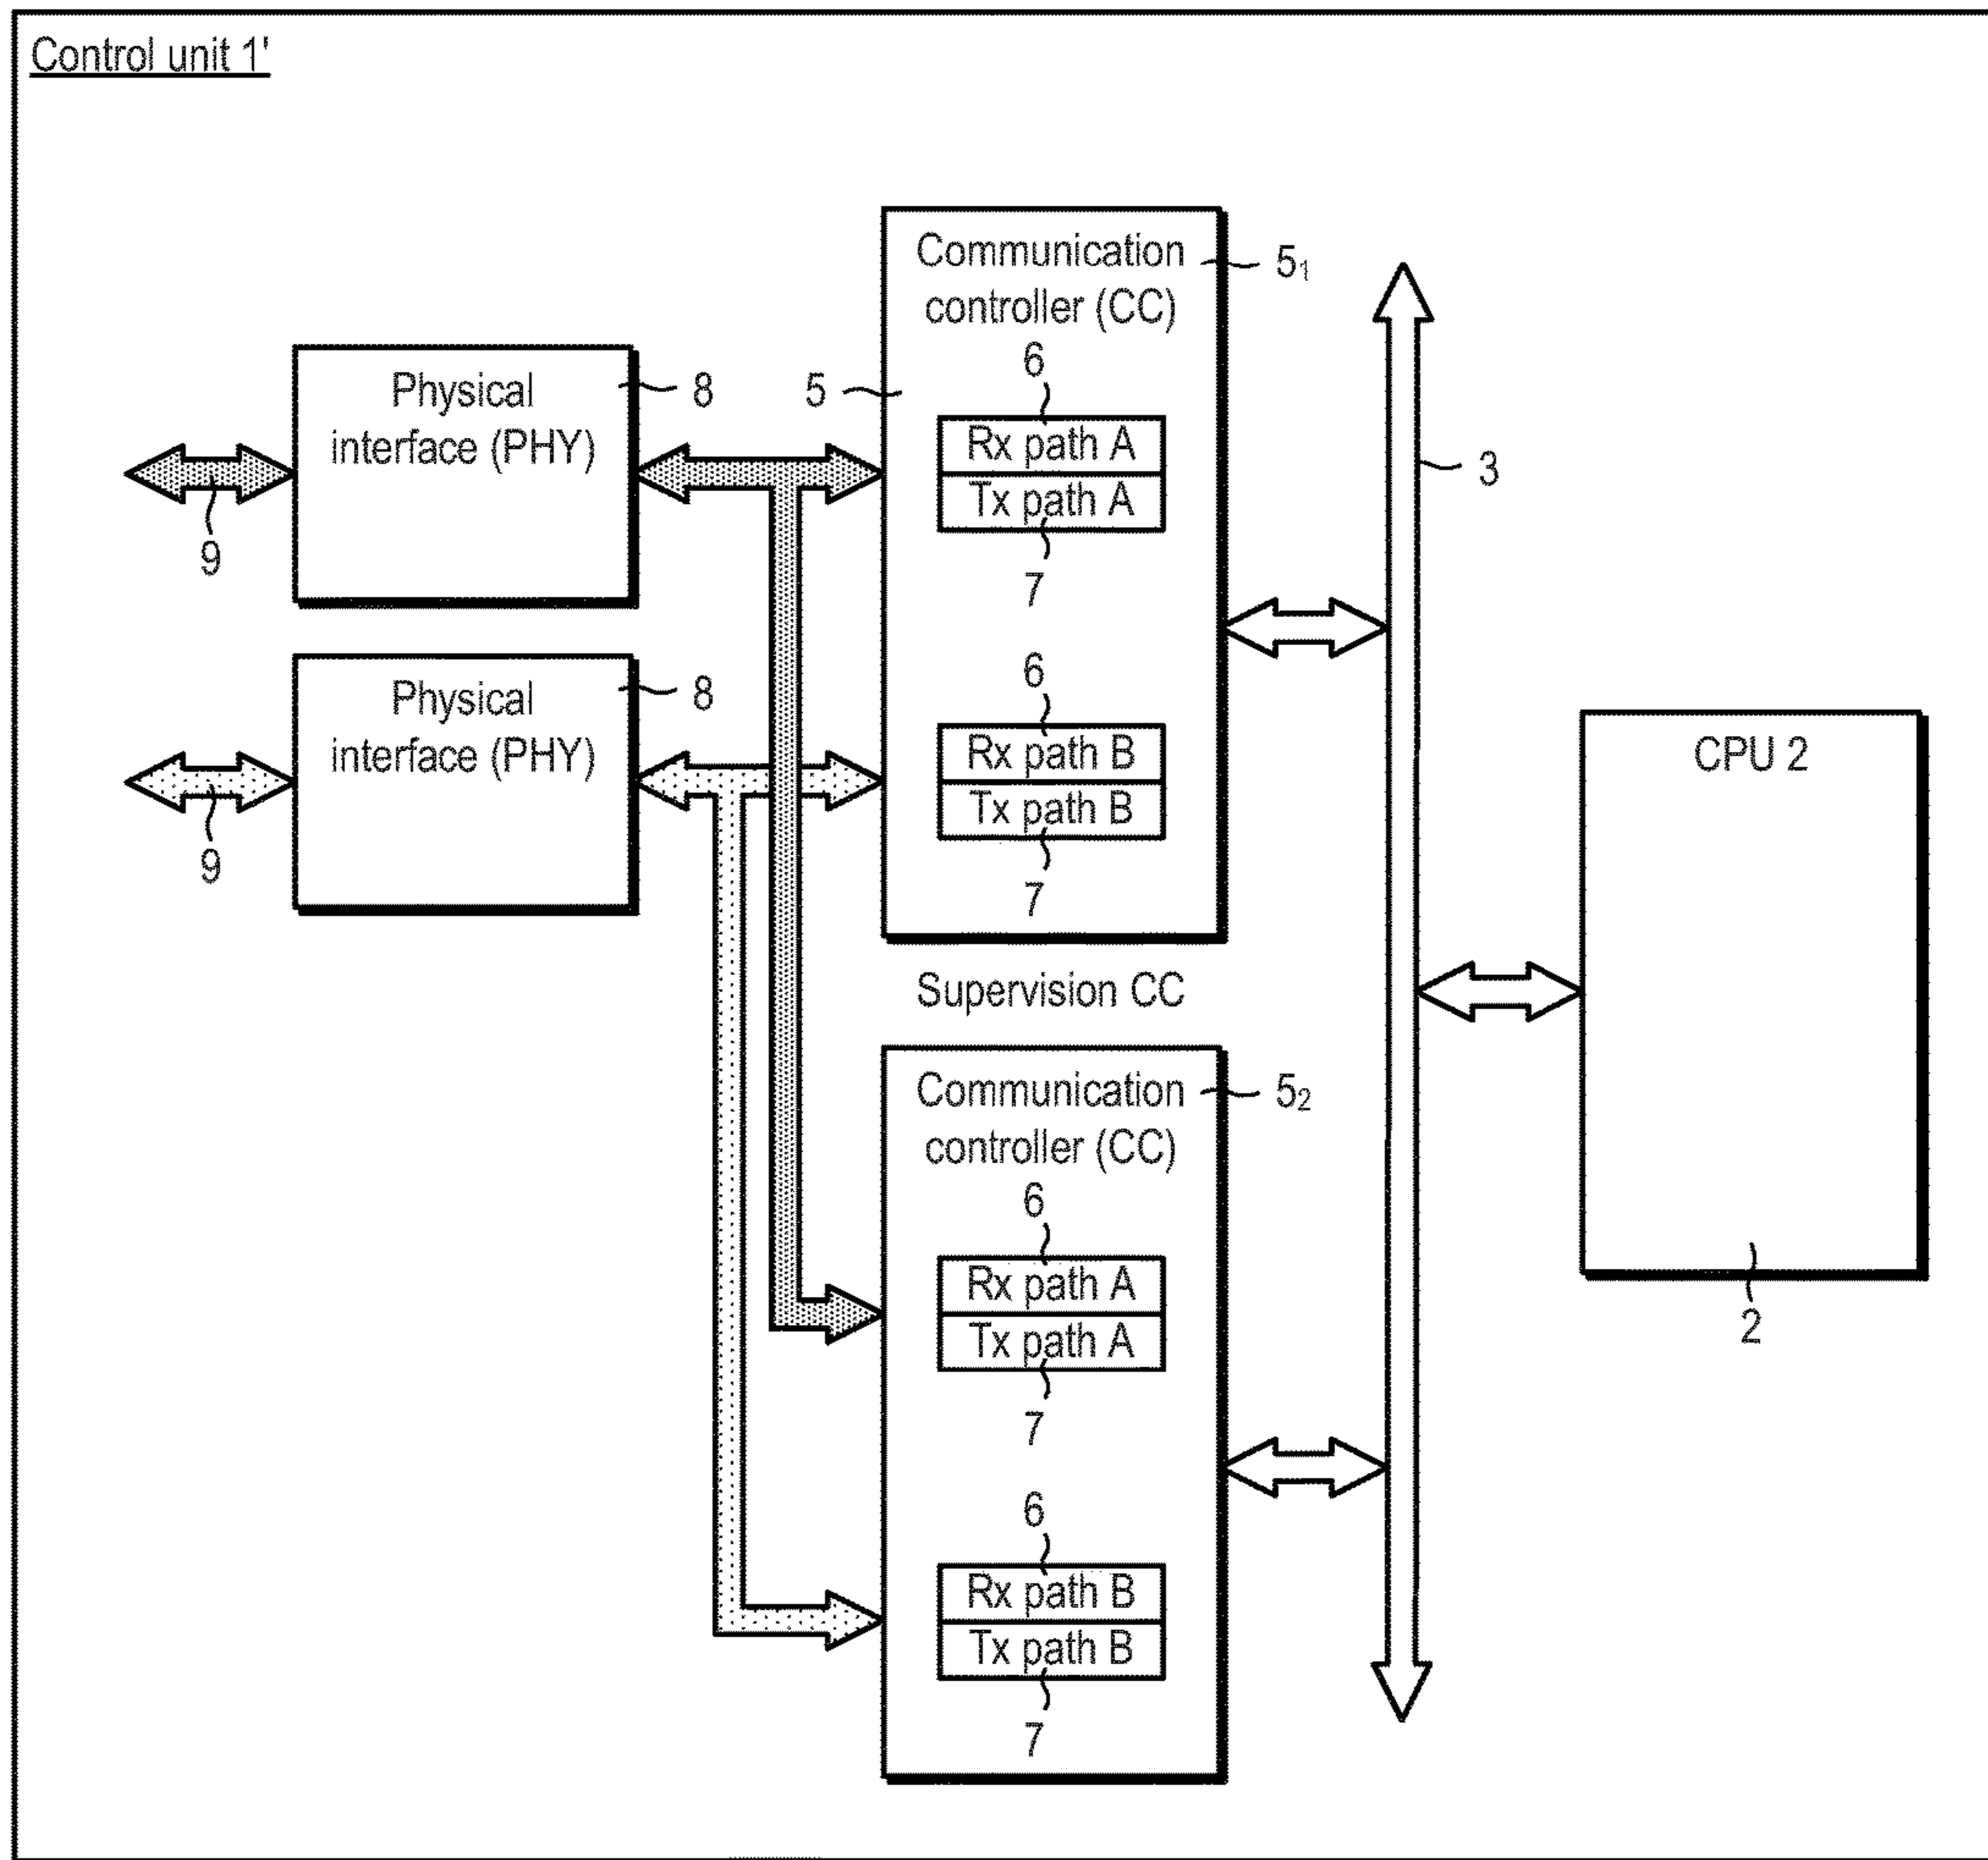 Control unit 1'
Communication
controller (CC)
5₁
6
5
Physical
interface (PHY)
8
Rx path A
Tx path A
3
9
7
6
Physical
interface (PHY)
8
Rx path B
Tx path B
CPU 2
9
7
Supervision CC
Communication
controller (CC)
5₂
6
Rx path A
Tx path A
2
7
6
Rx path B
Tx path B
7